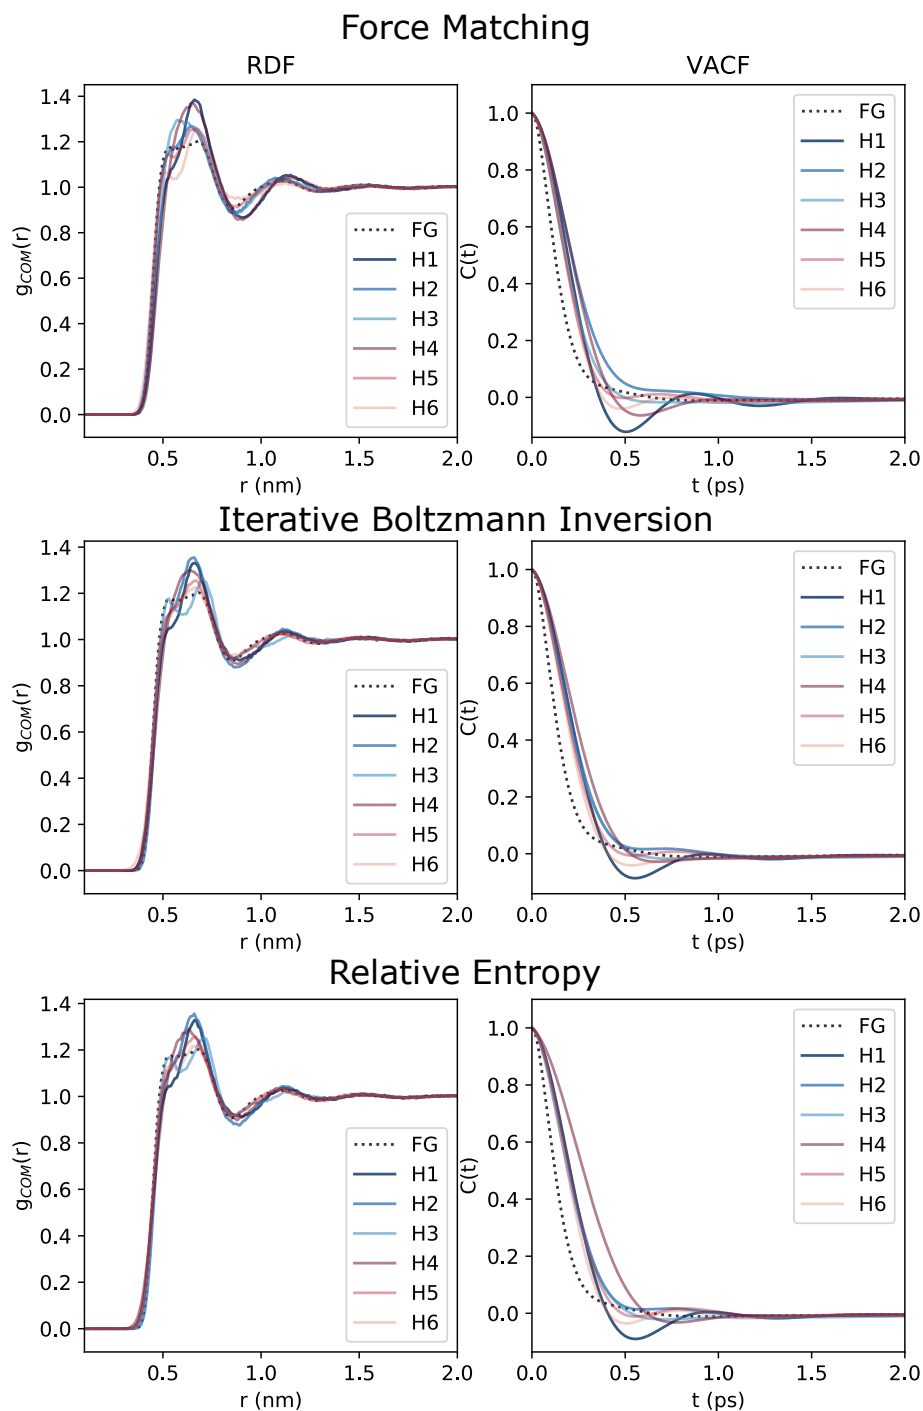 Force Matching
RDF
VACF
1.4
1.2
1.0
0.8
0.6
0.4
0.2
0.0
g_COM(r)
FG
H1
H2
H3
H4
H5
H6
0.5 1.0 1.5 2.0
r (nm)
1.0
0.8
0.6
0.4
0.2
0.0
C(t)
FG
H1
H2
H3
H4
H5
H6
0.0 0.5 1.0 1.5 2.0
t (ps)
Iterative Boltzmann Inversion
1.4
1.2
1.0
0.8
0.6
0.4
0.2
0.0
g_COM(r)
FG
H1
H2
H3
H4
H5
H6
0.5 1.0 1.5 2.0
r (nm)
1.0
0.8
0.6
0.4
0.2
0.0
C(t)
FG
H1
H2
H3
H4
H5
H6
0.0 0.5 1.0 1.5 2.0
t (ps)
Relative Entropy
1.4
1.2
1.0
0.8
0.6
0.4
0.2
0.0
g_COM(r)
FG
H1
H2
H3
H4
H5
H6
0.5 1.0 1.5 2.0
r (nm)
1.0
0.8
0.6
0.4
0.2
0.0
C(t)
FG
H1
H2
H3
H4
H5
H6
0.0 0.5 1.0 1.5 2.0
t (ps)